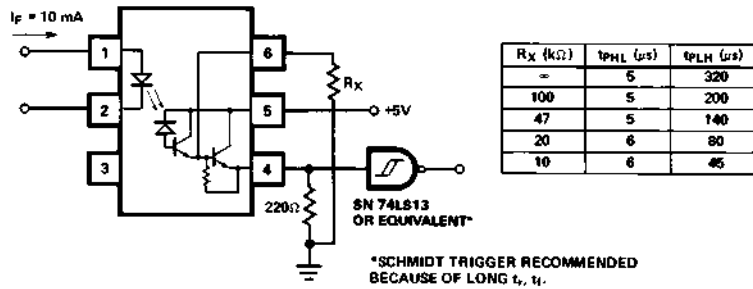 IF = 10 mA
1
2
3
6
5
4
RX
+5V
220Ω
SN 74LS13
OR EQUIVALENT*
*SCHMIDT TRIGGER RECOMMENDED
BECAUSE OF LONG tr, tf.
RX (kΩ) tPHL (μs) tPLH (μs)
∞ 5 320
100 5 200
47 5 140
20 6 80
10 6 45